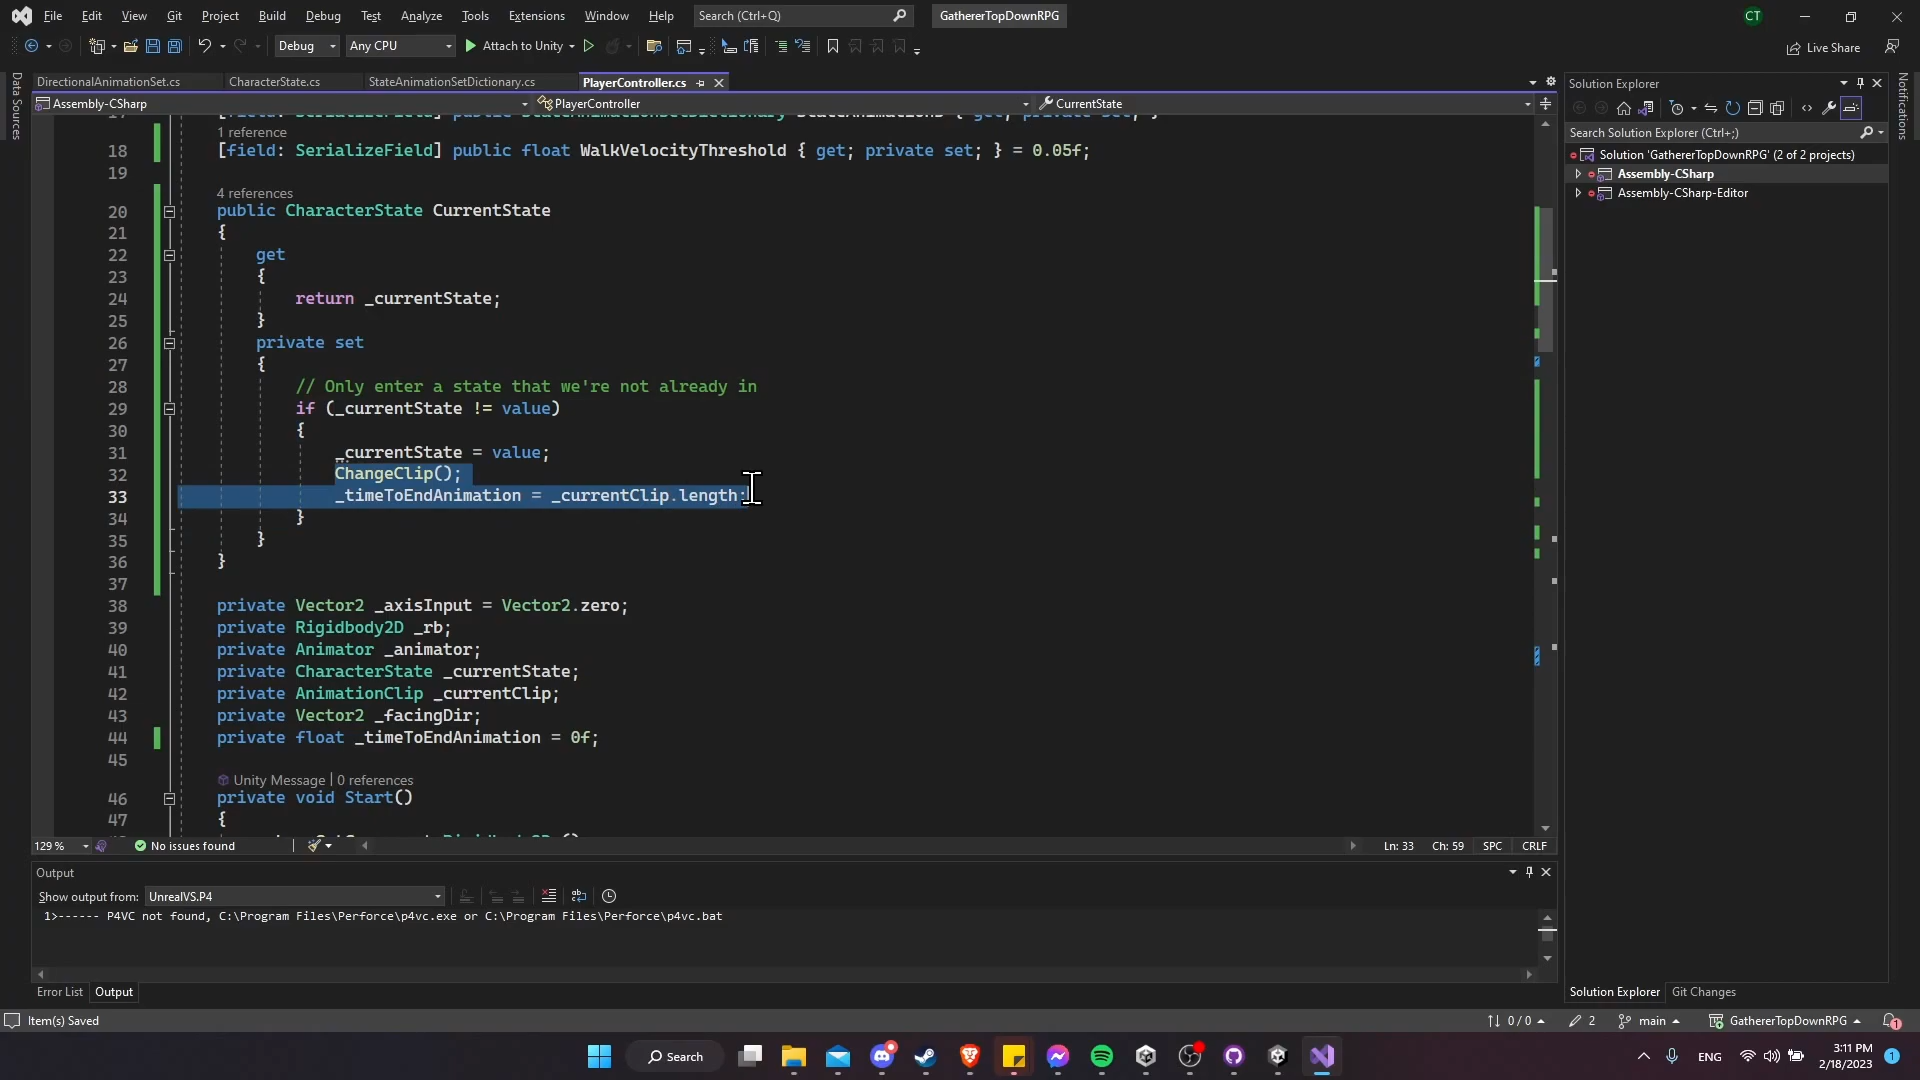 File Edit View Git Project Build Debug Test Analyze Tools Extensions Window Help Search (Ctrl+Q) GathererTopDownRPG CT
Debug Any CPU Attach to Unity Live Share
Data Sources
DirectionalAnimationSet.cs CharacterState.cs StateAnimationSetDictionary.cs PlayerController.cs
Assembly-CSharp PlayerController CurrentState
1 reference
18 [field: SerializeField] public float WalkVelocityThreshold { get; private set; } = 0.05f;
19
4 references
20 public CharacterState CurrentState
21 {
22 get
23 {
24 return _currentState;
25 }
26 private set
27 {
28 // Only enter a state that we're not already in
29 if (_currentState != value)
30 {
31 _currentState = value;
32 ChangeClip();
33 _timeToEndAnimation = _currentClip.length;
34 }
35 }
36 }
37
38 private Vector2 _axisInput = Vector2.zero;
39 private Rigidbody2D _rb;
40 private Animator _animator;
41 private CharacterState _currentState;
42 private AnimationClip _currentClip;
43 private Vector2 _facingDir;
44 private float _timeToEndAnimation = 0f;
45
Unity Message | 0 references
46 private void Start()
47 {
129 % No issues found Ln: 33 Ch: 59 SPC CRLF
Output
Show output from: UnrealVS.P4
1>------ P4VC not found, C:\Program Files\Perforce\p4vc.exe or C:\Program Files\Perforce\p4vc.bat
Error List Output
Solution Explorer
Search Solution Explorer (Ctrl+;)
Solution 'GathererTopDownRPG' (2 of 2 projects)
Assembly-CSharp
Assembly-CSharp-Editor
Solution Explorer Git Changes
Notifications
Item(s) Saved 0 / 0 2 main GathererTopDownRPG 1
Search ENG 3:11 PM
2/18/2023 1